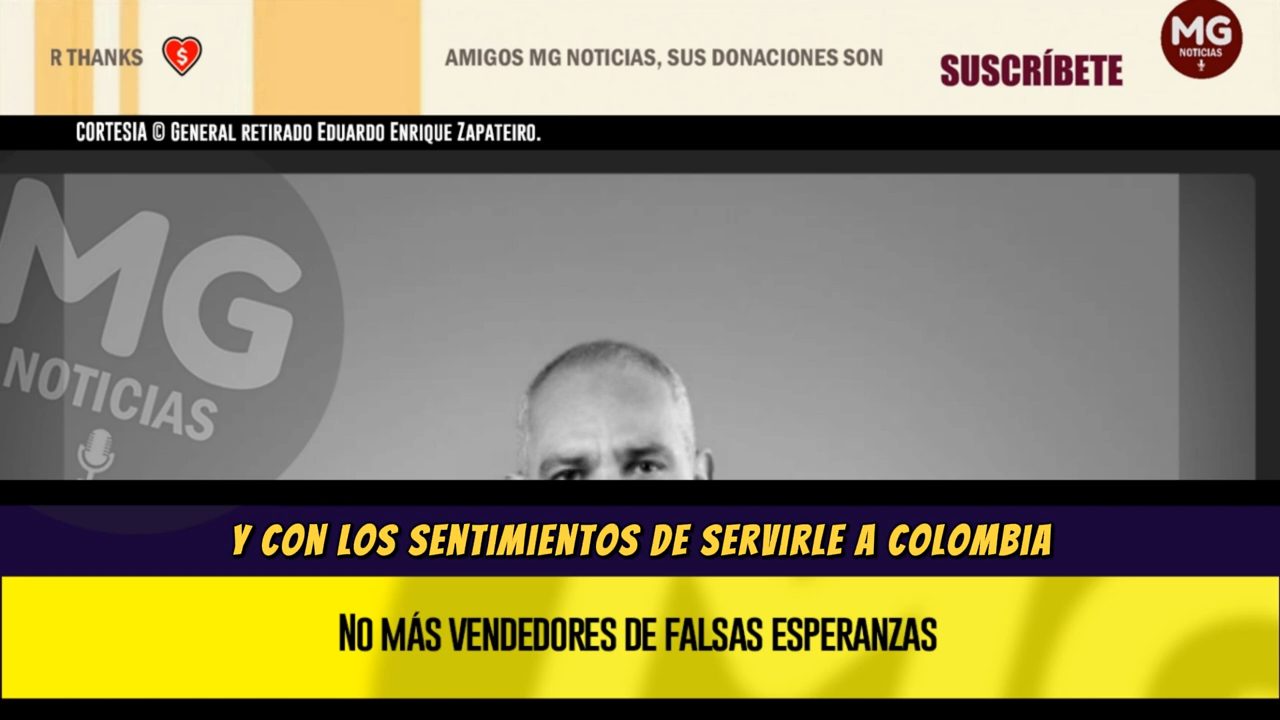 R THANKS
AMIGOS MG NOTICIAS, SUS DONACIONES SON
SUSCRÍBETE
MG
NOTICIAS
CORTESIA © GENERAL RETIRADO EDUARDO ENRIQUE ZAPATEIRO.
MG
NOTICIAS
Y CON LOS SENTIMIENTOS DE SERVIRLE A COLOMBIA
NO MÁS VENDEDORES DE FALSAS ESPERANZAS